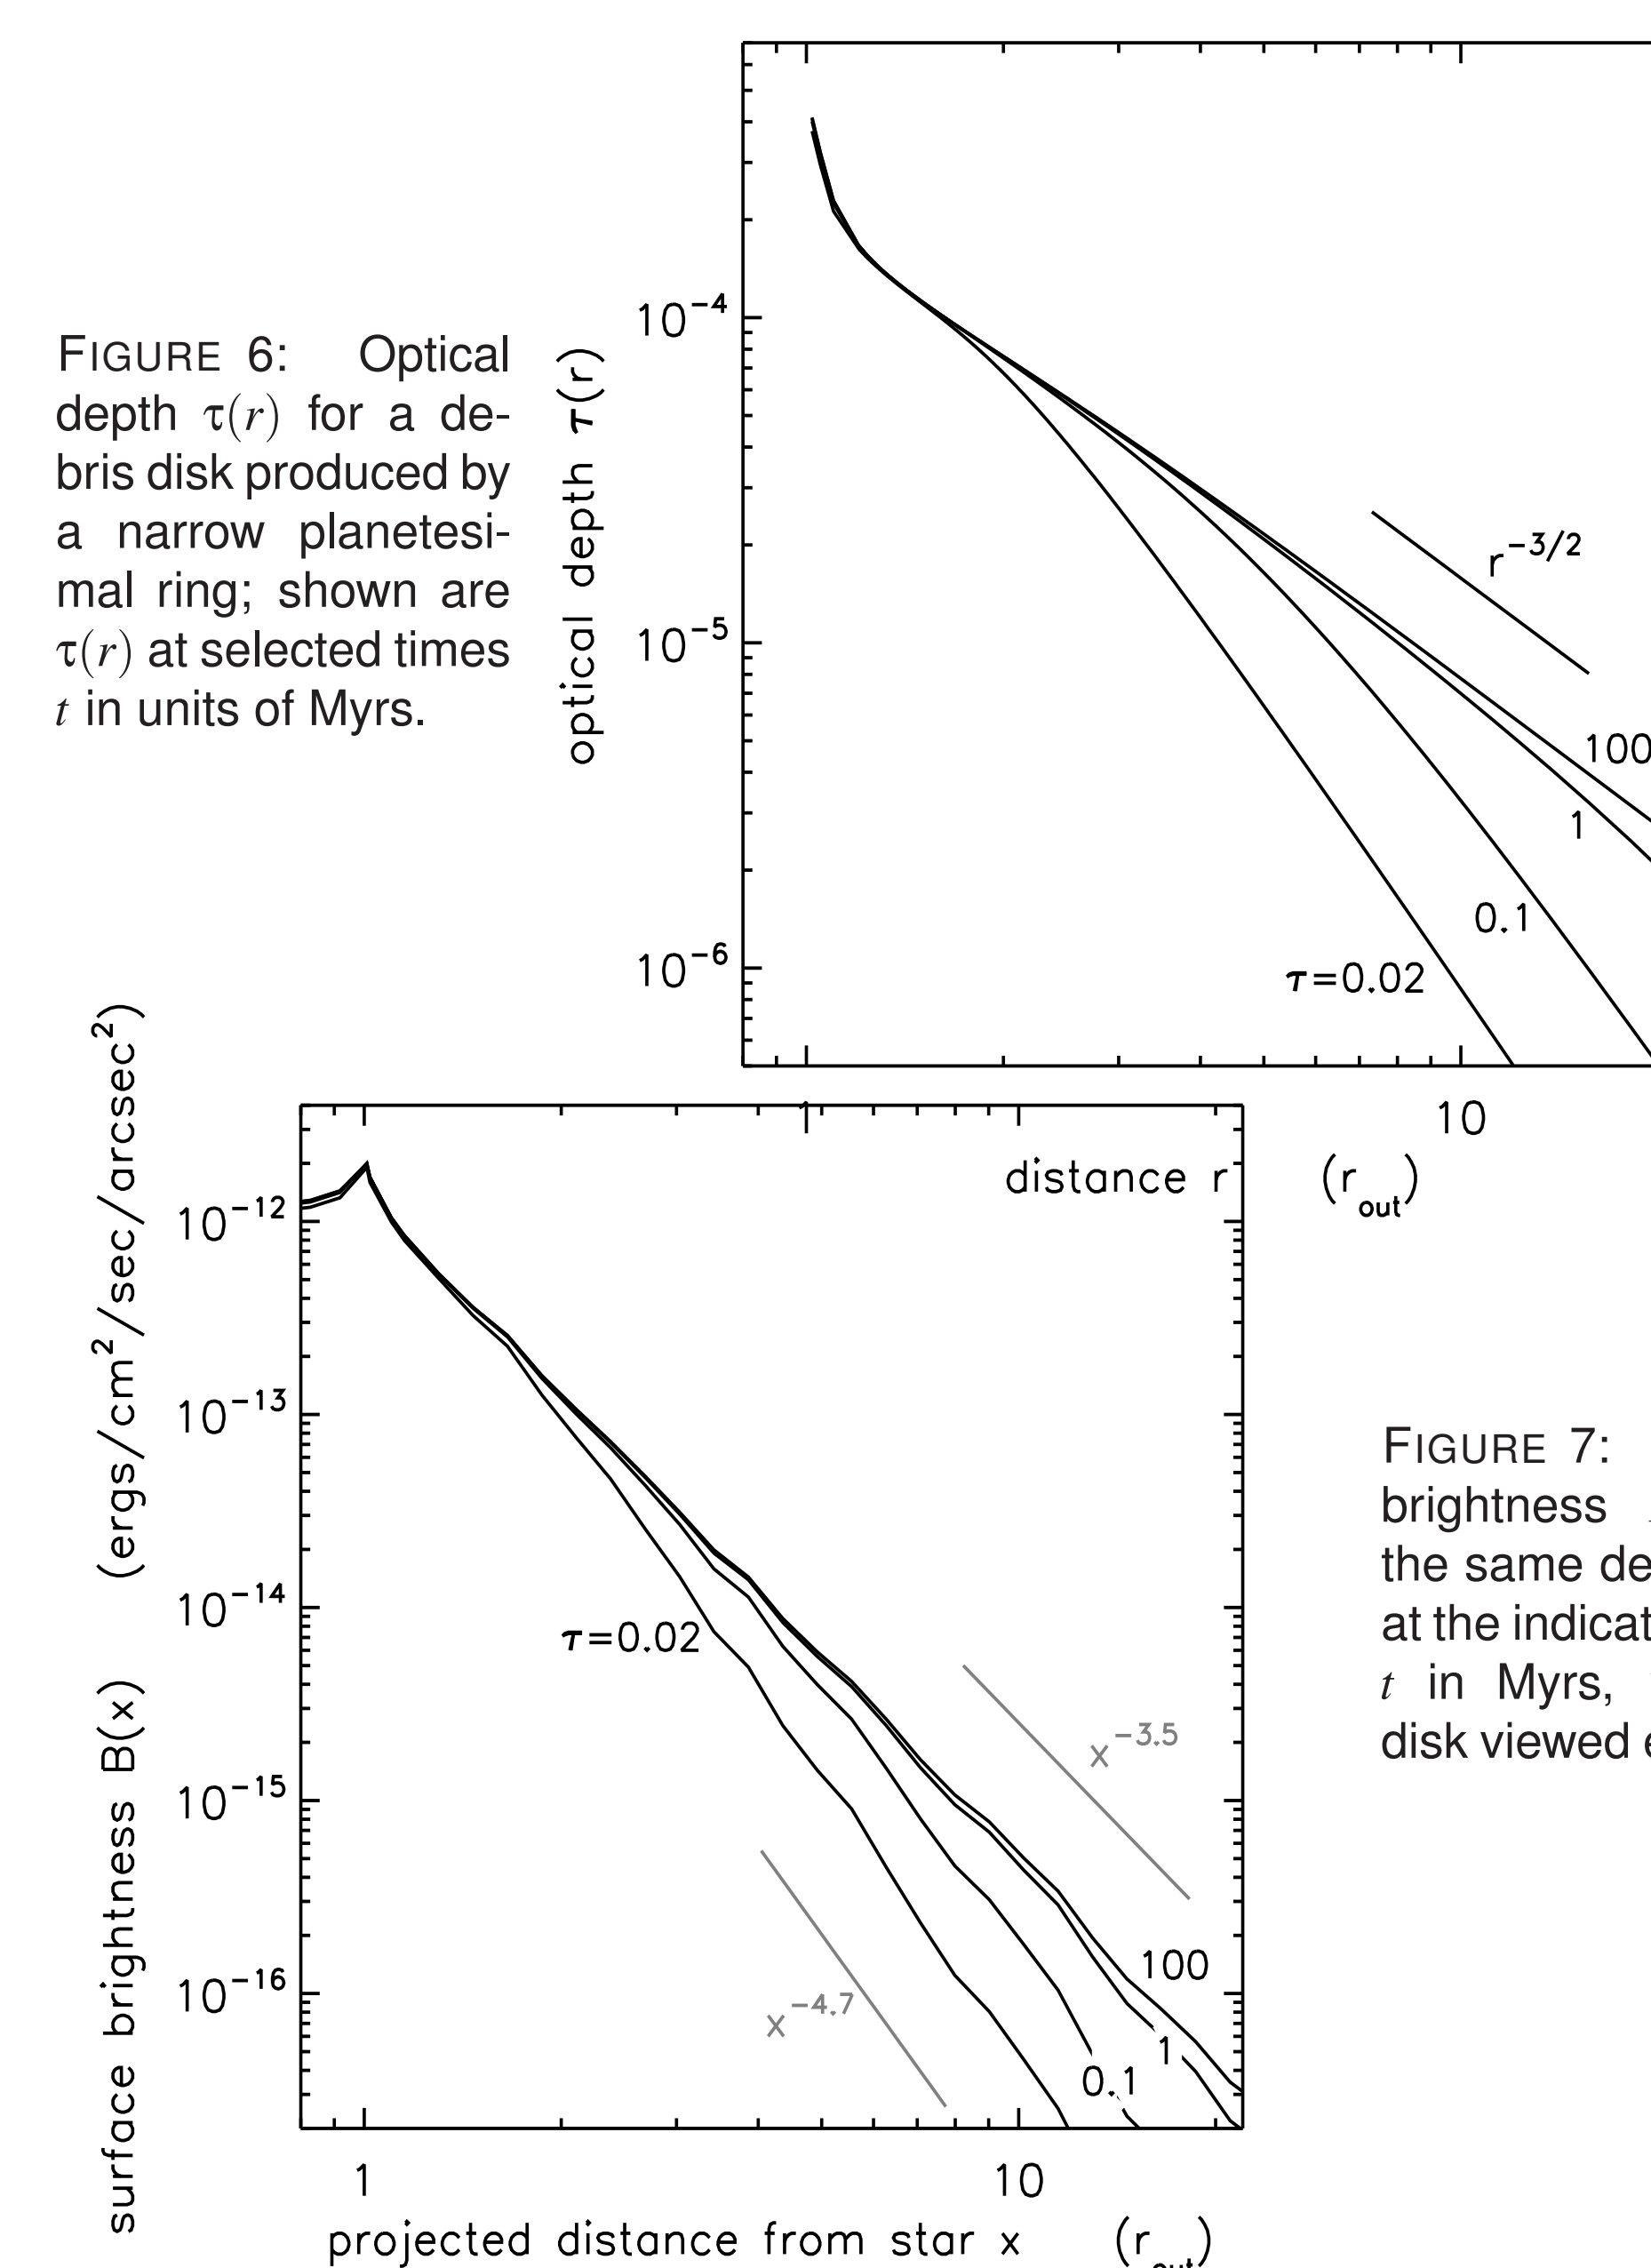 FIGURE 6: Optical
depth τ(r) for a de-
bris disk produced by
a narrow planetesi-
mal ring; shown are
τ(r) at selected times
t in units of Myrs.
optical depth τ(r)
10⁻⁴
10⁻⁵
10⁻⁶
r⁻³/²
100
1
0.1
τ=0.02
1
10
distance r (r_out)
surface brightness B(x) (ergs/cm²/sec/arcsec²)
10⁻¹²
10⁻¹³
10⁻¹⁴
10⁻¹⁵
10⁻¹⁶
τ=0.02
x⁻³·⁵
x⁻⁴·⁷
100
1
0.1
1
10
projected distance from star x (r_out)
FIGURE 7:
brightness
the same de
at the indicat
t in Myrs,
disk viewed e